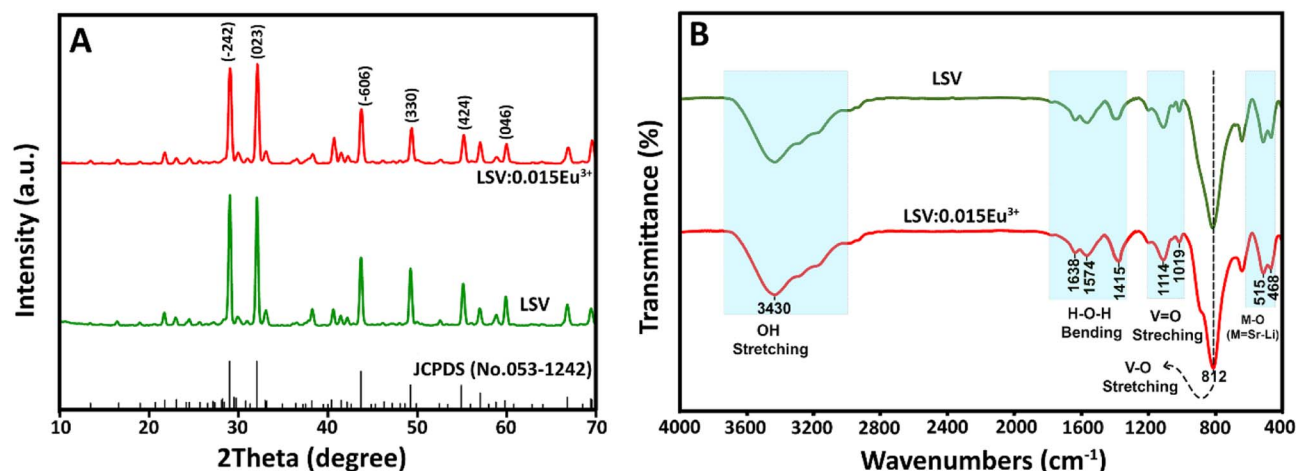 A
(-242)
(023)
(-606)
(330)
(424)
(046)
LSV:0.015Eu³⁺
LSV
JCPDS (No.053-1242)
Intensity (a.u.)
10 20 30 40 50 60 70
2Theta (degree)
B
LSV
LSV:0.015Eu³⁺
3430
OH
Stretching
1638
1574
1415
H-O-H
Bending
1114
1019
V=O
Streching
515
468
M-O
(M=Sr-Li)
812
V-O
Stretching
Transmittance (%)
4000 3600 3200 2800 2400 2000 1600 1200 800 400
Wavenumbers (cm⁻¹)